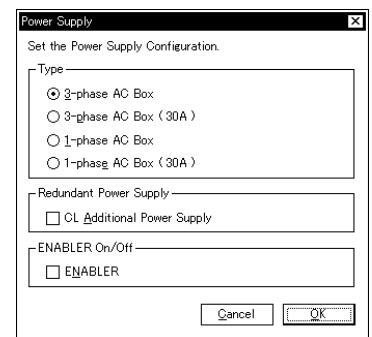 Power Supply
Set the Power Supply Configuration.
Type
3-phase AC Box
3-phase AC Box ( 30A )
1-phase AC Box
1-phase AC Box ( 30A )
Redundant Power Supply
CL Additional Power Supply
ENABLER On/Off
ENABLER
Cancel OK